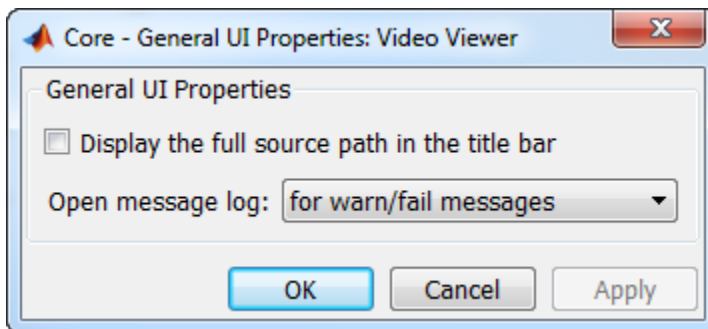 Core - General UI Properties: Video Viewer
General UI Properties
Display the full source path in the title bar
Open message log: for warn/fail messages
OK Cancel Apply